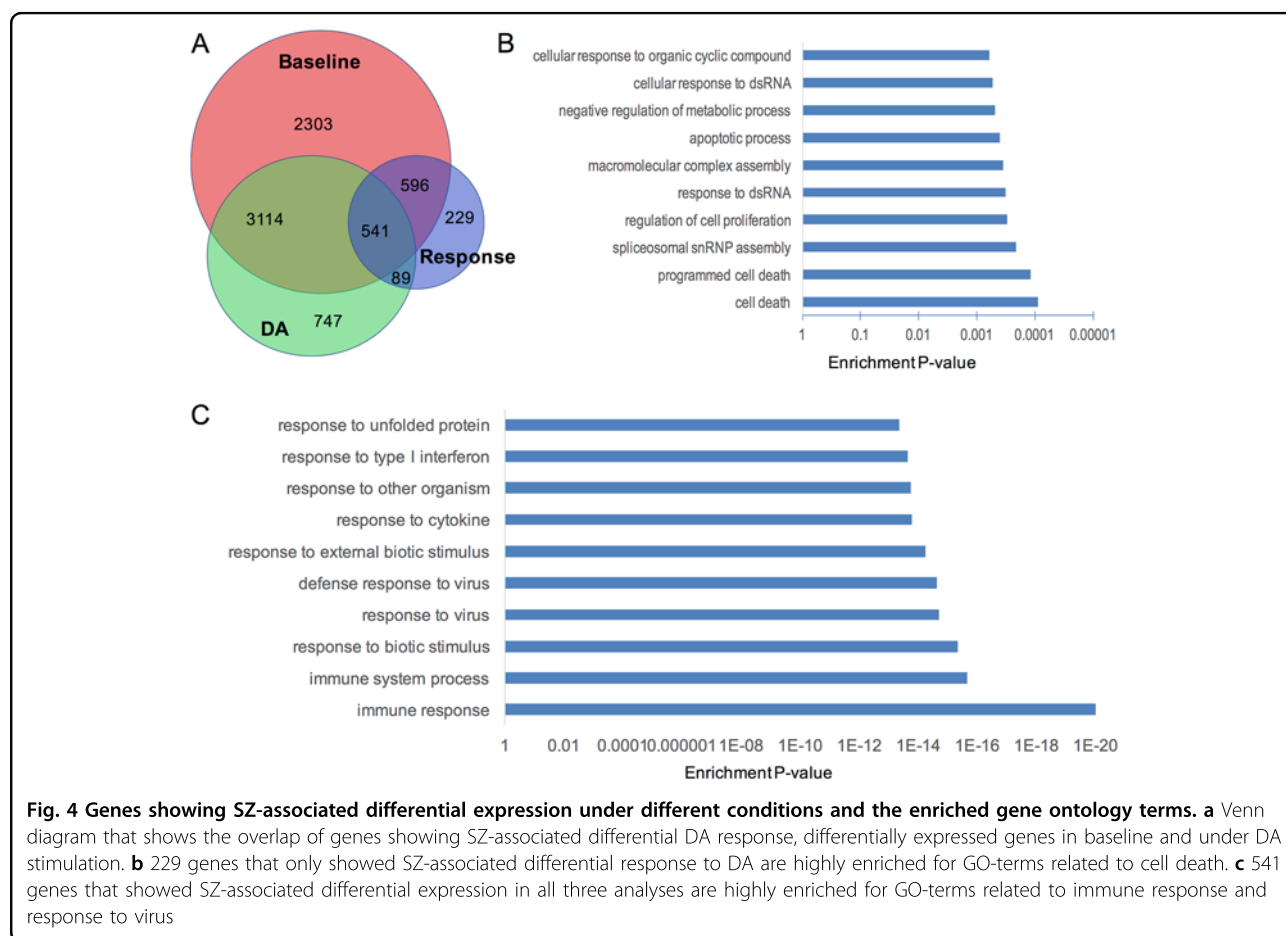 A
Baseline
2303
596
3114
541
229
Response
89
DA
747
B
cellular response to organic cyclic compound
cellular response to dsRNA
negative regulation of metabolic process
apoptotic process
macromolecular complex assembly
response to dsRNA
regulation of cell proliferation
spliceosomal snRNP assembly
programmed cell death
cell death
1 0.1 0.01 0.001 0.0001 0.00001
Enrichment P-value
C
response to unfolded protein
response to type I interferon
response to other organism
response to cytokine
response to external biotic stimulus
defense response to virus
response to virus
response to biotic stimulus
immune system process
immune response
1 0.01 0.0001 0.000001 1E-08 1E-10 1E-12 1E-14 1E-16 1E-18 1E-20
Enrichment P-value
Fig. 4 Genes showing SZ-associated differential expression under different conditions and the enriched gene ontology terms. a Venn
diagram that shows the overlap of genes showing SZ-associated differential DA response, differentially expressed genes in baseline and under DA
stimulation. b 229 genes that only showed SZ-associated differential response to DA are highly enriched for GO-terms related to cell death. c 541
genes that showed SZ-associated differential expression in all three analyses are highly enriched for GO-terms related to immune response and
response to virus